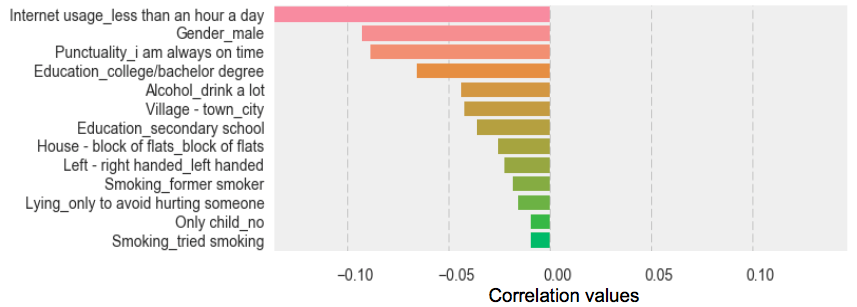 Internet usage_less than an hour a day
Gender_male
Punctuality_i am always on time
Education_college/bachelor degree
Alcohol_drink a lot
Village - town_city
Education_secondary school
House - block of flats_block of flats
Left - right handed_left handed
Smoking_former smoker
Lying_only to avoid hurting someone
Only child_no
Smoking_tried smoking
−0.10 −0.05 0.00 0.05 0.10
Correlation values